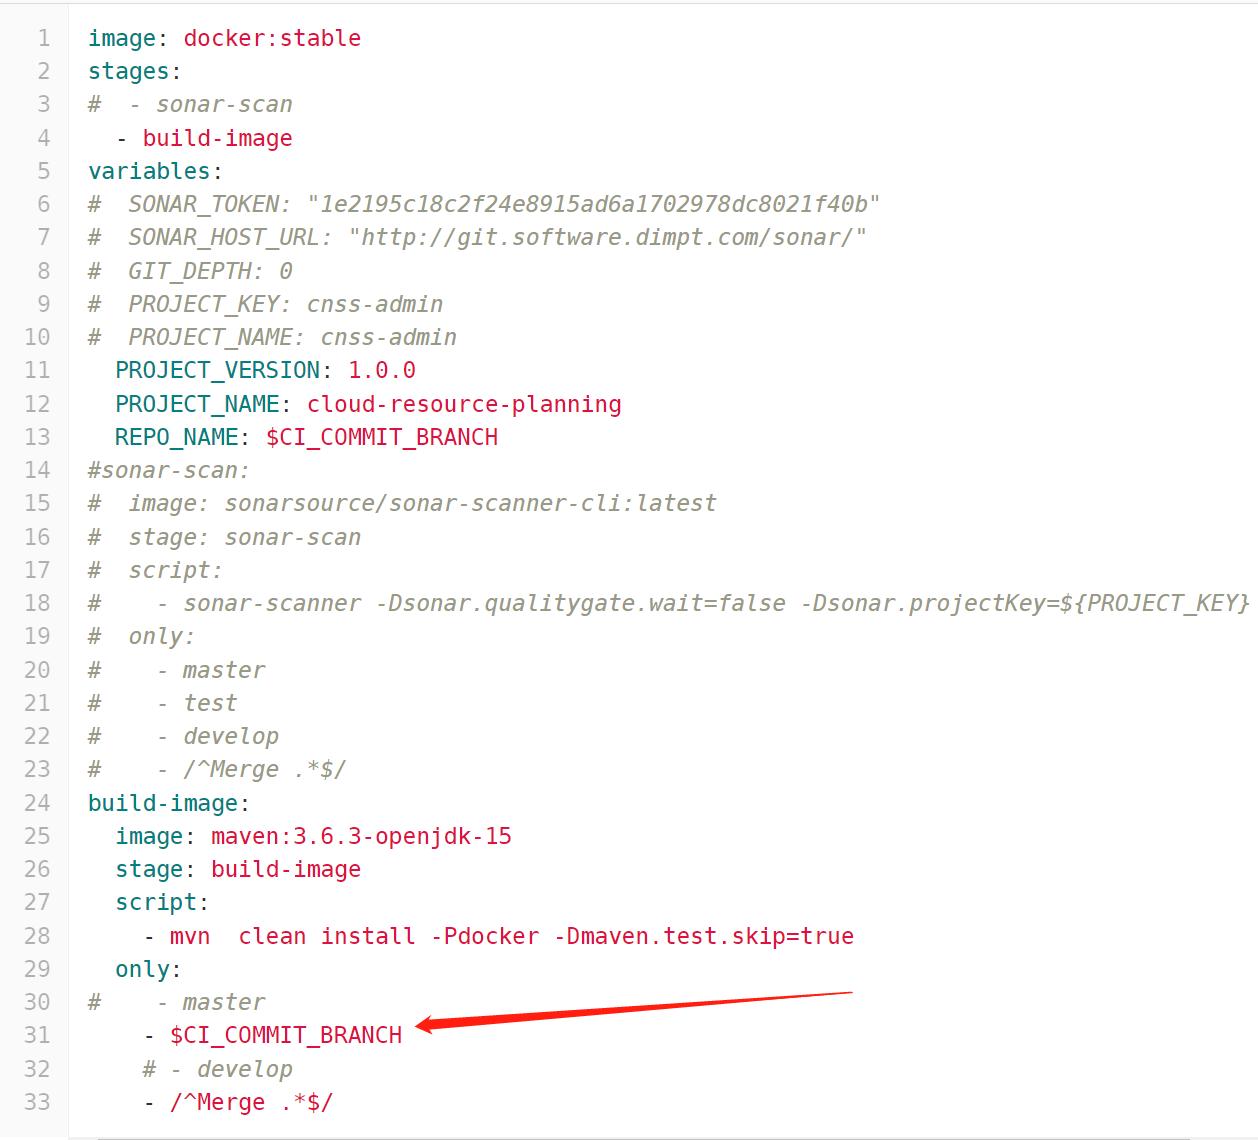 1 image: docker:stable
2 stages:
3 #  - sonar-scan
4   - build-image
5 variables:
6 #  SONAR_TOKEN: "1e2195c18c2f24e8915ad6a1702978dc8021f40b"
7 #  SONAR_HOST_URL: "http://git.software.dimpt.com/sonar/"
8 #  GIT_DEPTH: 0
9 #  PROJECT_KEY: cnss-admin
10 #  PROJECT_NAME: cnss-admin
11   PROJECT_VERSION: 1.0.0
12   PROJECT_NAME: cloud-resource-planning
13   REPO_NAME: $CI_COMMIT_BRANCH
14 #sonar-scan:
15 #  image: sonarsource/sonar-scanner-cli:latest
16 #  stage: sonar-scan
17 #  script:
18 #    - sonar-scanner -Dsonar.qualitygate.wait=false -Dsonar.projectKey=${PROJECT_KEY}
19 #  only:
20 #    - master
21 #    - test
22 #    - develop
23 #    - /^Merge .*$/
24 build-image:
25   image: maven:3.6.3-openjdk-15
26   stage: build-image
27   script:
28     - mvn  clean install -Pdocker -Dmaven.test.skip=true
29   only:
30 #    - master
31     - $CI_COMMIT_BRANCH
32     # - develop
33     - /^Merge .*$/